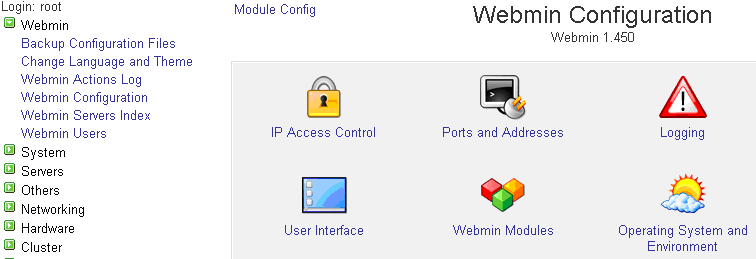 Login: root
Webmin
Backup Configuration Files
Change Language and Theme
Webmin Actions Log
Webmin Configuration
Webmin Servers Index
Webmin Users
System
Servers
Others
Networking
Hardware
Cluster
Module Config
Webmin Configuration
Webmin 1.450
IP Access Control
Ports and Addresses
Logging
User Interface
Webmin Modules
Operating System and
Environment